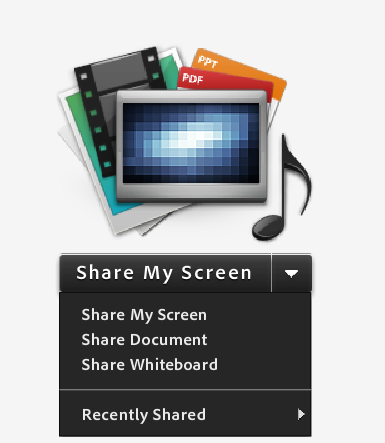 PPT
PDF
Share My Screen
Share My Screen
Share Document
Share Whiteboard
Recently Shared